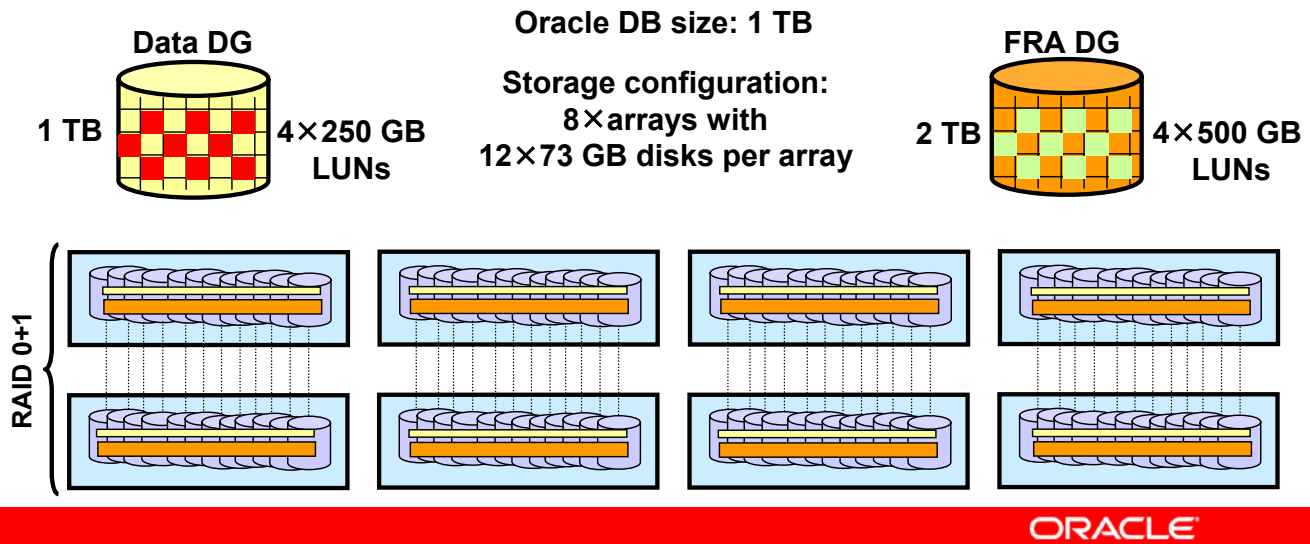 Oracle DB size: 1 TB
Data DG
FRA DG
Storage configuration:
8×arrays with
12×73 GB disks per array
1 TB
4×250 GB
LUNs
2 TB
4×500 GB
LUNs
RAID 0+1
ORACLE